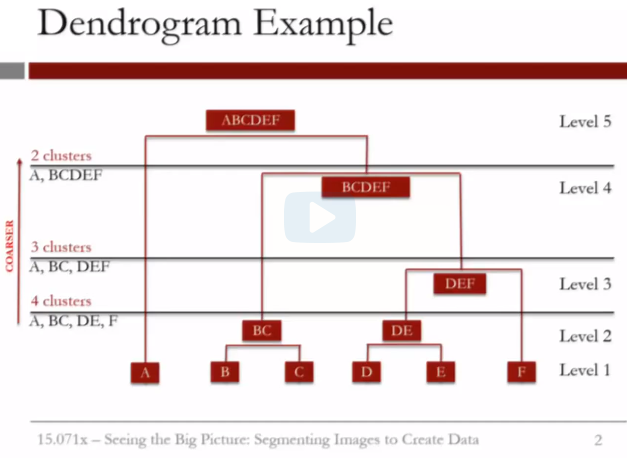 Dendrogram Example
ABCDEF
Level 5
2 clusters
A, BCDEF
BCDEF
Level 4
COARSER
3 clusters
A, BC, DEF
DEF
Level 3
4 clusters
A, BC, DE, F
BC
DE
Level 2
A
B
C
D
E
F
Level 1
15.071x – Seeing the Big Picture: Segmenting Images to Create Data
2